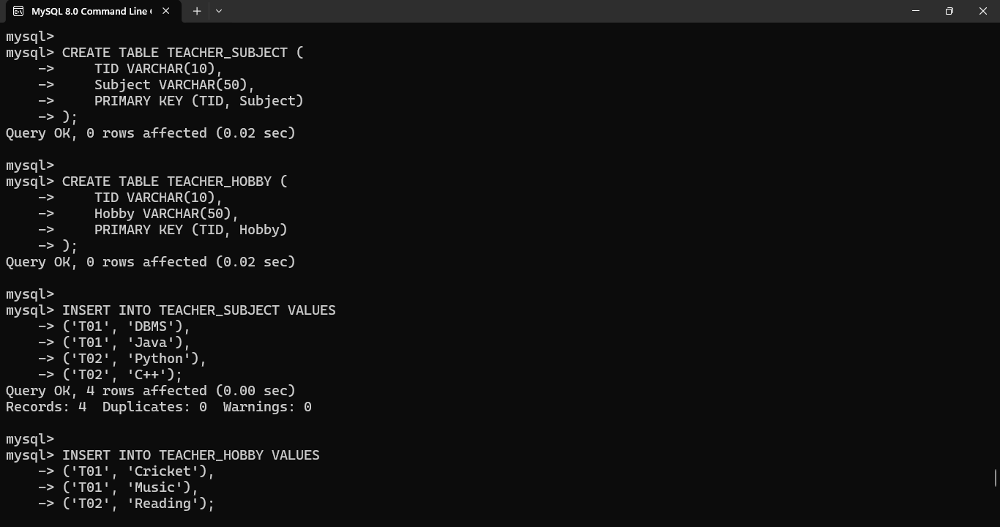 MySQL 8.0 Command Line
mysql>
mysql> CREATE TABLE TEACHER_SUBJECT (
    ->     TID VARCHAR(10),
    ->     Subject VARCHAR(50),
    ->     PRIMARY KEY (TID, Subject)
    -> );
Query OK, 0 rows affected (0.02 sec)
mysql>
mysql> CREATE TABLE TEACHER_HOBBY (
    ->     TID VARCHAR(10),
    ->     Hobby VARCHAR(50),
    ->     PRIMARY KEY (TID, Hobby)
    -> );
Query OK, 0 rows affected (0.02 sec)
mysql>
mysql> INSERT INTO TEACHER_SUBJECT VALUES
    -> ('T01', 'DBMS'),
    -> ('T01', 'Java'),
    -> ('T02', 'Python'),
    -> ('T02', 'C++');
Query OK, 4 rows affected (0.00 sec)
Records: 4  Duplicates: 0  Warnings: 0
mysql>
mysql> INSERT INTO TEACHER_HOBBY VALUES
    -> ('T01', 'Cricket'),
    -> ('T01', 'Music'),
    -> ('T02', 'Reading');